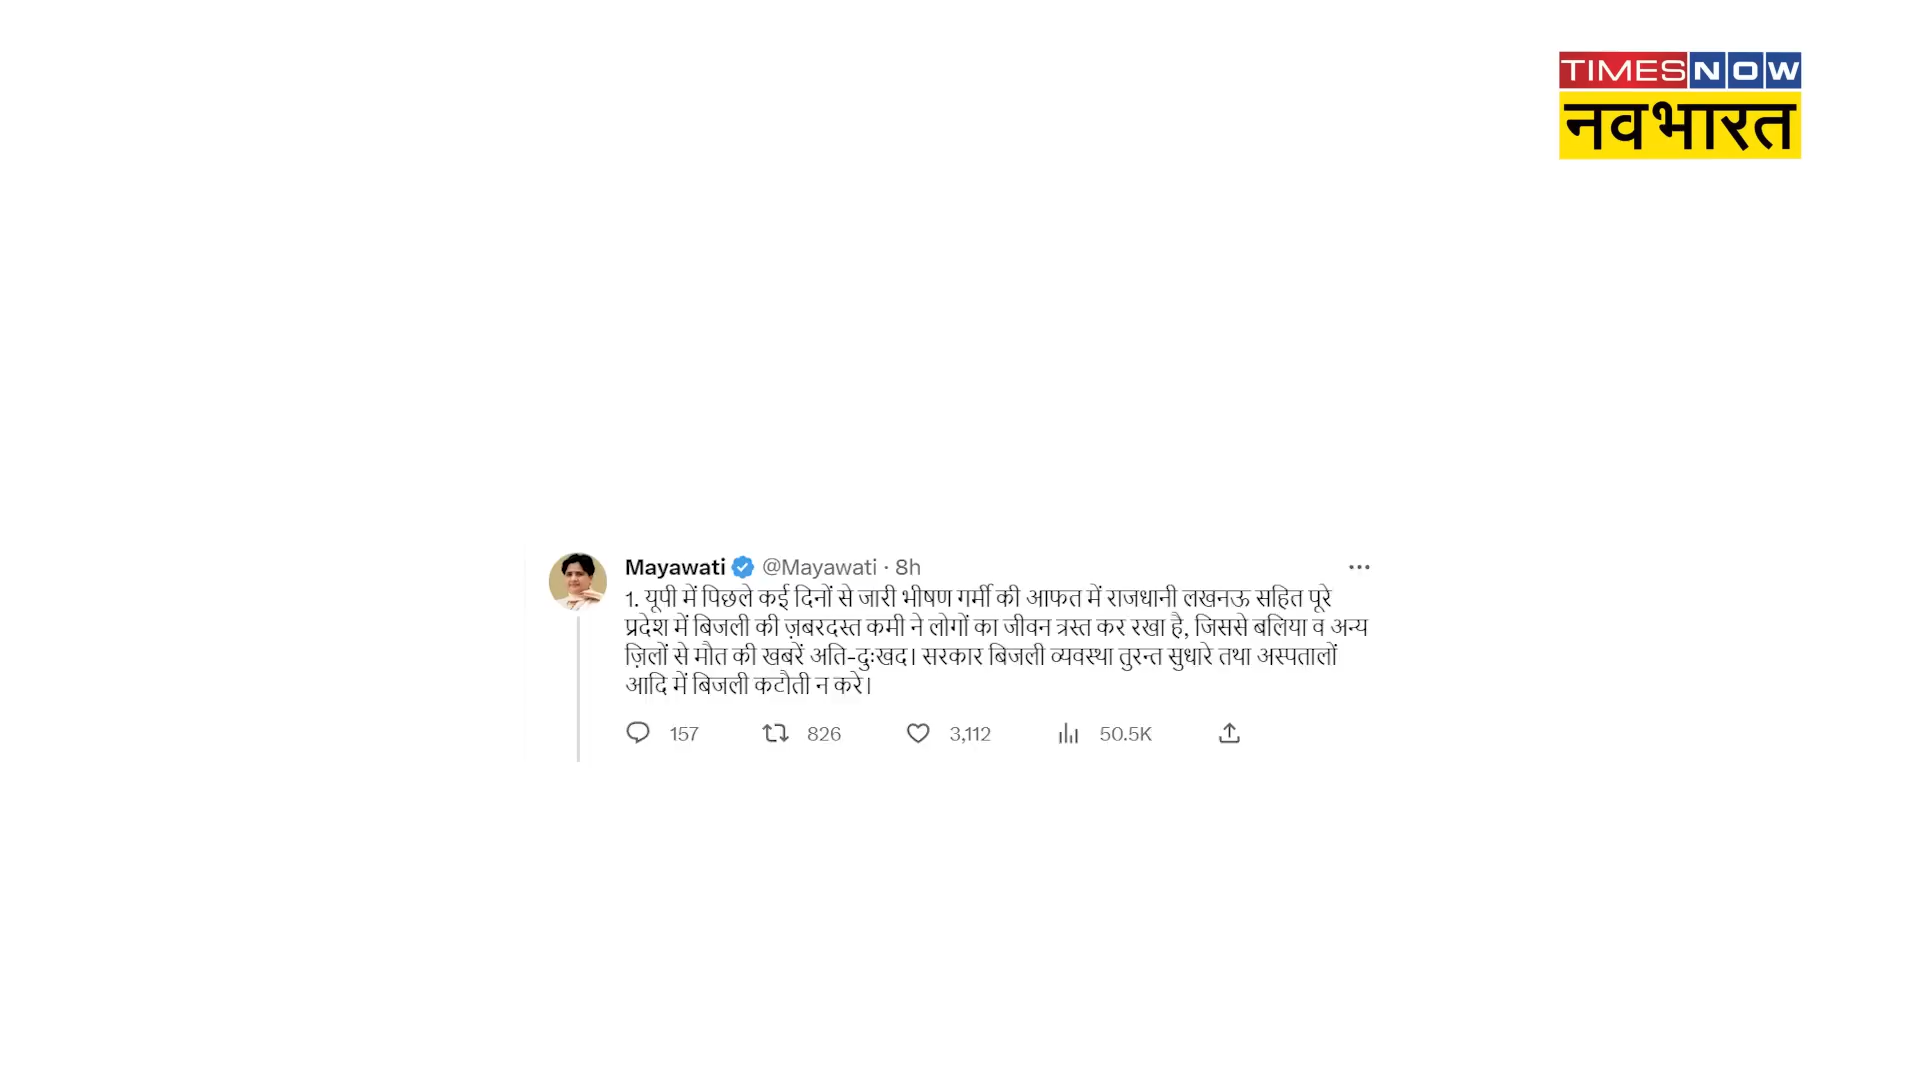 TIMES NOW
नवभारत
Mayawati @Mayawati · 8h
1. यूपी में पिछले कई दिनों से जारी भीषण गर्मी की आफत में राजधानी लखनऊ सहित पूरे
प्रदेश में बिजली की ज़बरदस्त कमी ने लोगों का जीवन त्रस्त कर रखा है, जिससे बलिया व अन्य
ज़िलों से मौत की खबरें अति-दुःखद। सरकार बिजली व्यवस्था तुरन्त सुधारे तथा अस्पतालों
आदि में बिजली कटौती न करे।
157 826 3,112 50.5K